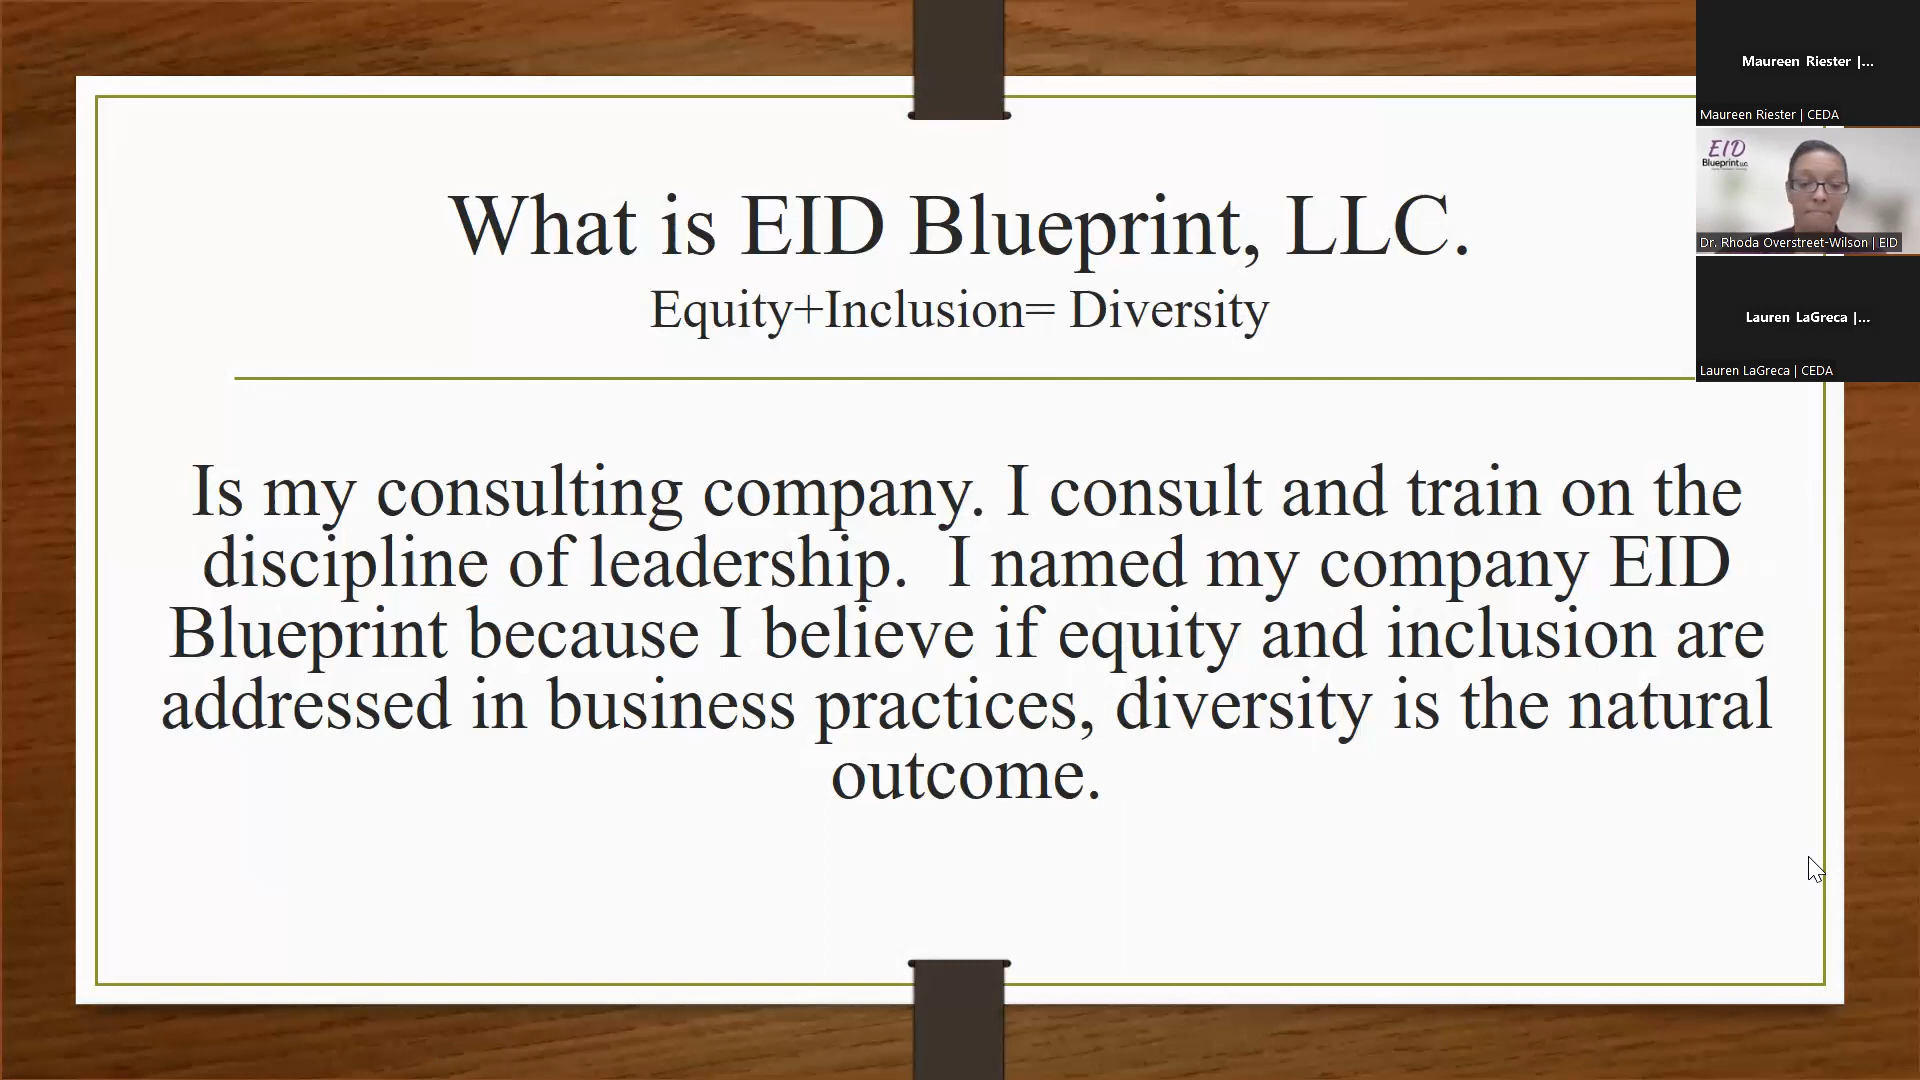 What is EID Blueprint, LLC.
Equity+Inclusion= Diversity
Is my consulting company. I consult and train on the
discipline of leadership.  I named my company EID
Blueprint because I believe if equity and inclusion are
addressed in business practices, diversity is the natural
outcome.
Maureen Riester |...
Maureen Riester | CEDA
EID
Blueprint LLC
Dr. Rhoda Overstreet-Wilson | EID
Lauren LaGreca |...
Lauren LaGreca | CEDA